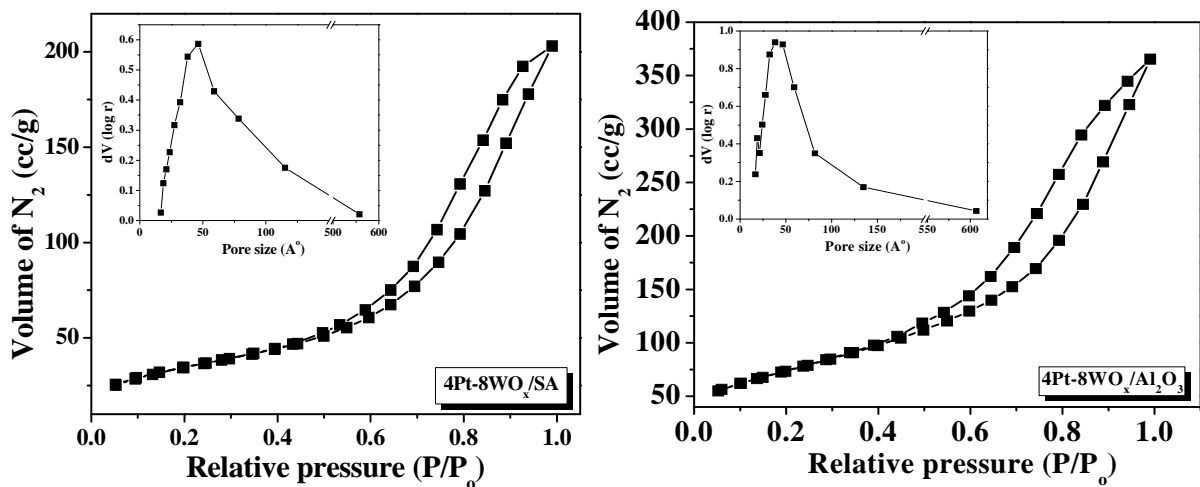 200
150
100
50
Volume of N2 (cc/g)
0.0 0.2 0.4 0.6 0.8 1.0
Relative pressure (P/Po)
4Pt-8WOx/SA
0.6
0.5
0.4
0.3
0.2
0.1
0.0
dV (log r)
0 50 100 500 600
Pore size (Ao)
400
350
300
250
200
150
100
50
Volume of N2 (cc/g)
0.0 0.2 0.4 0.6 0.8 1.0
Relative pressure (P/Po)
4Pt-8WOx/Al2O3
1.0
0.8
0.6
0.4
0.2
0.0
dV (log r)
0 50 100 150 550 600
Pore size (Ao)